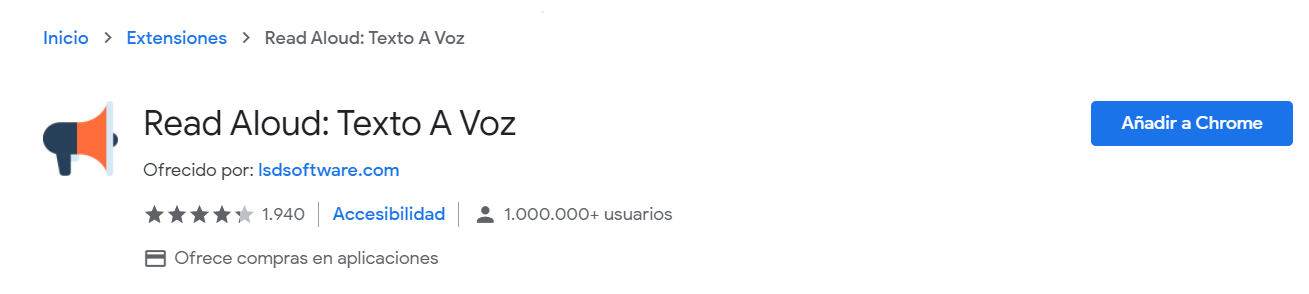 Inicio > Extensiones > Read Aloud: Texto A Voz
Read Aloud: Texto A Voz
Añadir a Chrome
Ofrecido por: lsdsoftware.com
1.940 | Accesibilidad | 1.000.000+ usuarios
Ofrece compras en aplicaciones